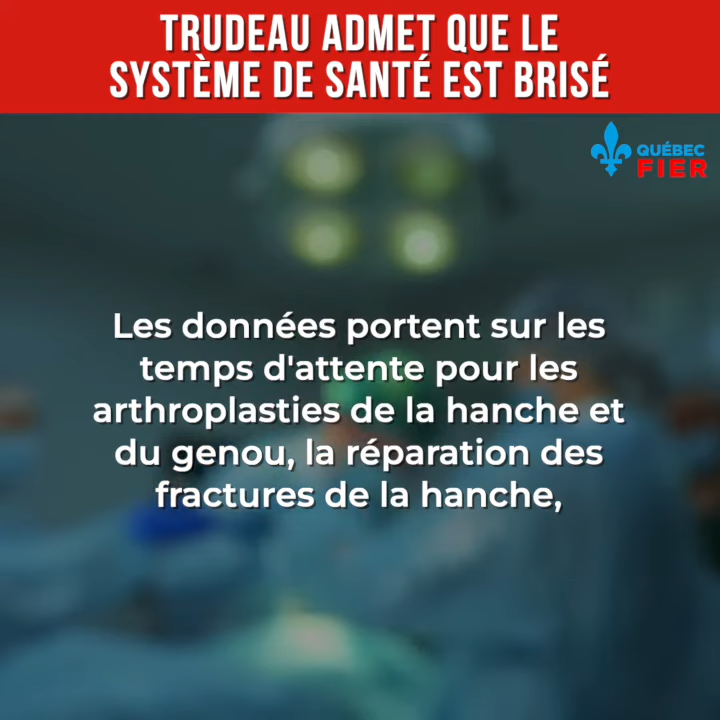 TRUDEAU ADMET QUE LE
SYSTÈME DE SANTÉ EST BRISÉ
QUÉBEC
FIER
Les données portent sur les
temps d'attente pour les
arthroplasties de la hanche et
du genou, la réparation des
fractures de la hanche,